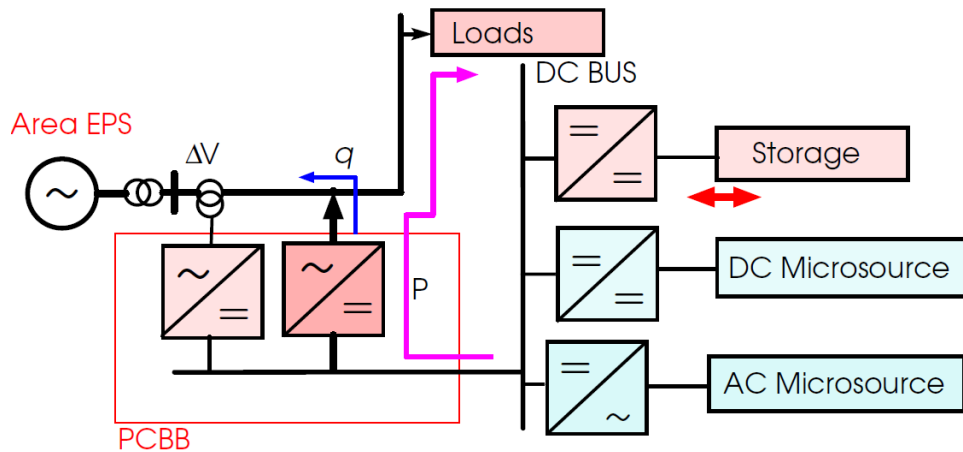 Loads
DC BUS
Area EPS
ΔV
q
Storage
P
DC Microsource
AC Microsource
PCBB